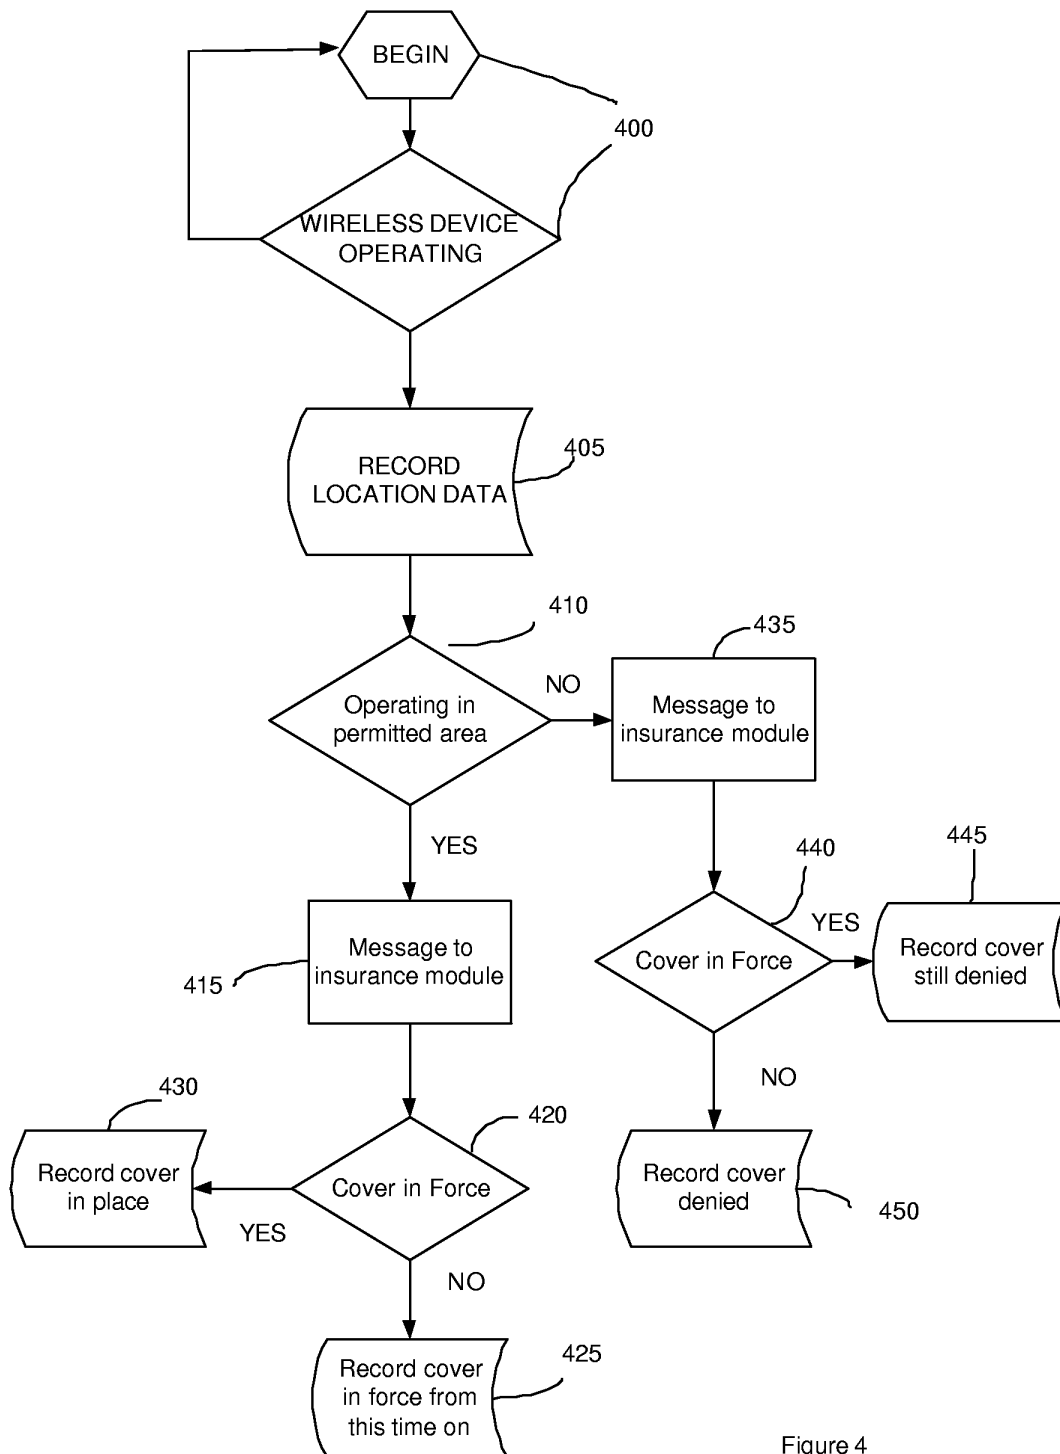 BEGIN
400
WIRELESS DEVICE
OPERATING
405
RECORD
LOCATION DATA
410
435
NO
Operating in
permitted area
Message to
insurance module
YES
445
440
YES
Message to
insurance module
415
Cover in Force
Record cover
still denied
NO
430
420
Record cover
in place
Cover in Force
Record cover
denied
450
YES
NO
425
Record cover
in force from
this time on
Figure 4